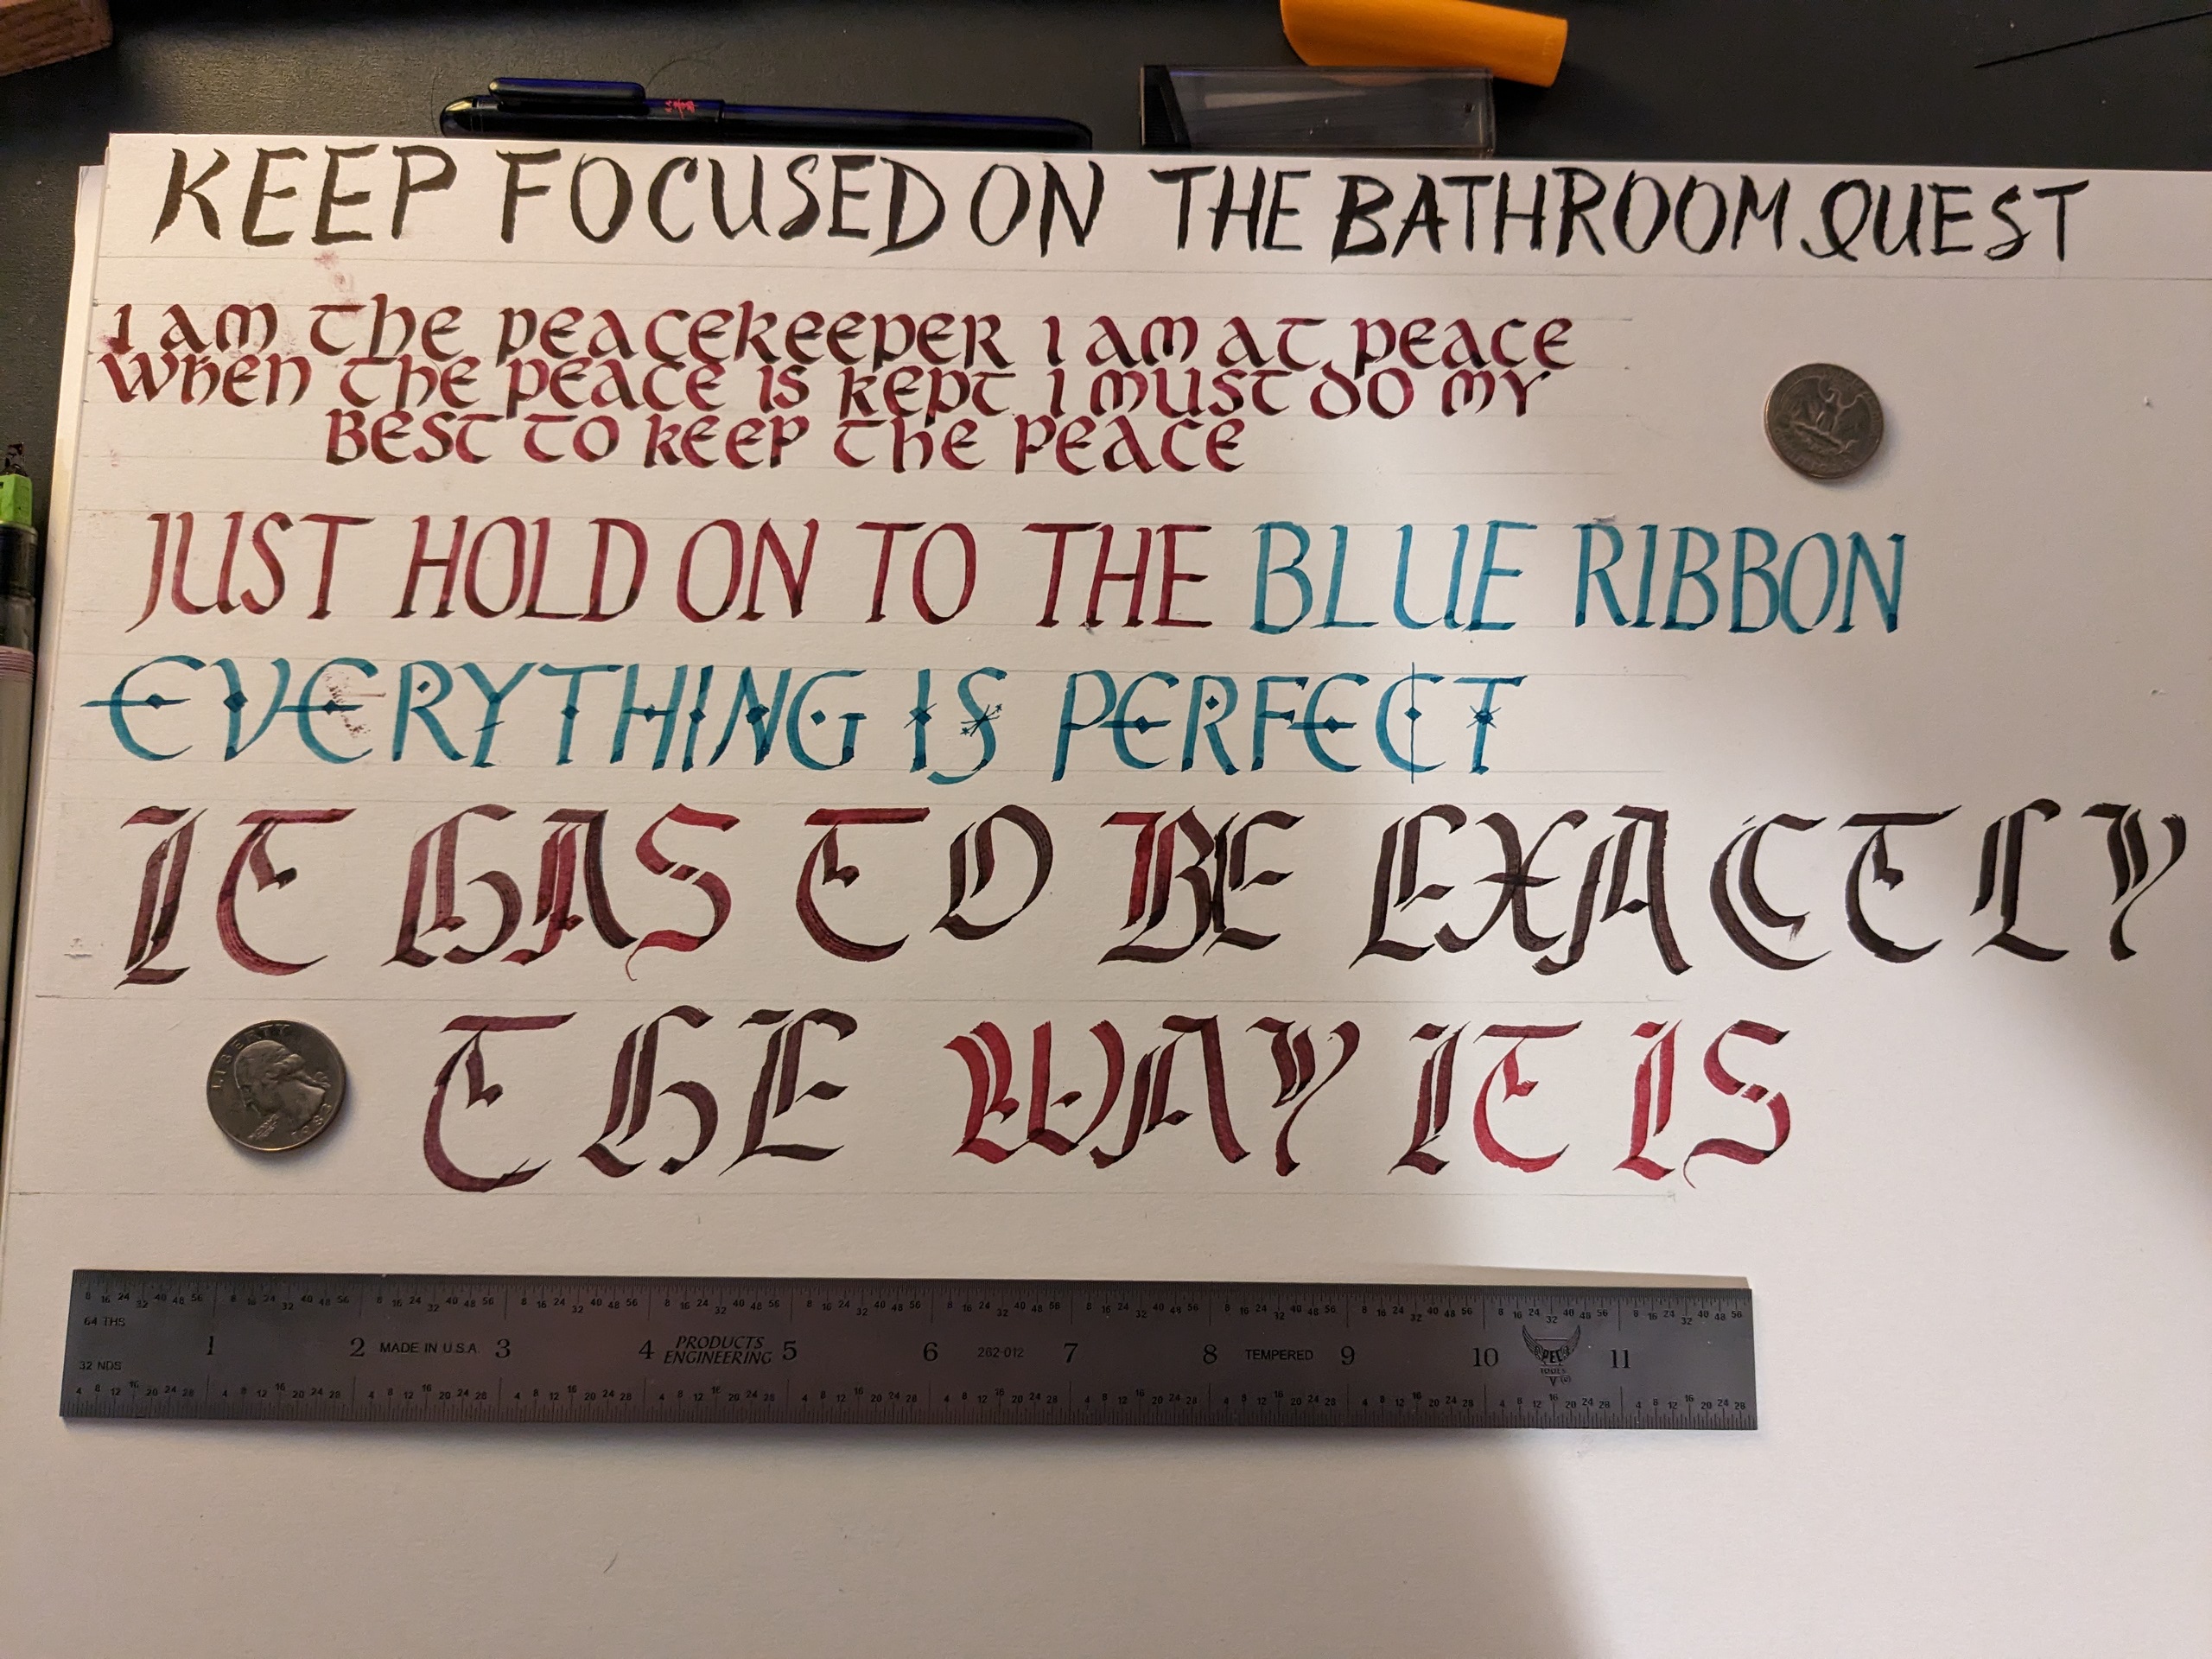 KEEP FOCUSED ON THE BATHROOM QUEST
I AM THE PEACEKEEPER I AM AT PEACE
WHEN THE PEACE IS KEPT I MUST DO MY
BEST TO KEEP THE PEACE
JUST HOLD ON TO THE BLUE RIBBON
EVERYTHING IS PERFECT
IT HAS TO BE EXACTLY
THE WAY IT IS
LIBERTY
8 16 24 32 40 48 56 8 16 24 32 40 48 56 8 16 24 32 40 48 56 8 16 24 32 40 48 56 8 16 24 32 40 48 56 8 16 24 32 40 48 56 8 16 24 32 40 48 56 8 16 24 32 40 48 56 8 16 24 32 40 48 56 8 16 24 32 40 48 56 8 16 24 32 40 48 56 8 16 24 32 40 48 56
64 THS
1 2 MADE IN U.S.A. 3 4 PRODUCTS ENGINEERING 5 6 262-012 7 8 TEMPERED 9 10 PEC TOOLS 11
32 NDS
4 8 12 16 20 24 28 4 8 12 16 20 24 28 4 8 12 16 20 24 28 4 8 12 16 20 24 28 4 8 12 16 20 24 28 4 8 12 16 20 24 28 4 8 12 16 20 24 28 4 8 12 16 20 24 28 4 8 12 16 20 24 28 4 8 12 16 20 24 28 4 8 12 16 20 24 28 4 8 12 16 20 24 28